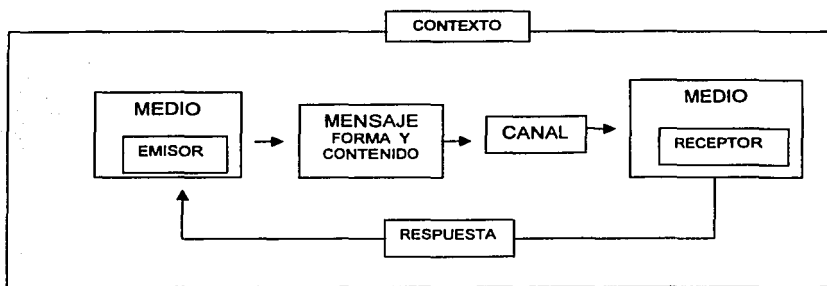 CONTEXTO
MEDIO
EMISOR
MENSAJE
FORMA Y
CONTENIDO
CANAL
MEDIO
RECEPTOR
RESPUESTA